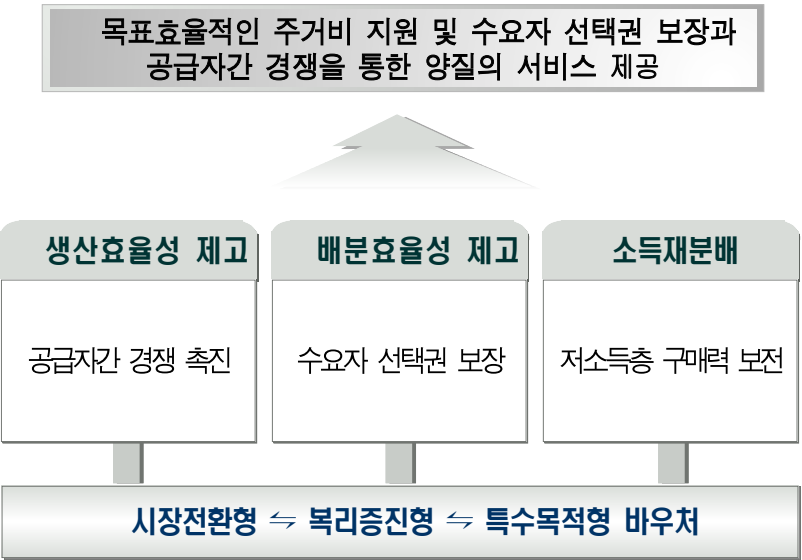 목표효율적인 주거비 지원 및 수요자 선택권 보장과
공급자간 경쟁을 통한 양질의 서비스 제공
생산효율성 제고
공급자간 경쟁 촉진
배분효율성 제고
수요자 선택권 보장
소득재분배
저소득층 구매력 보전
시장전환형 ⇋ 복리증진형 ⇋ 특수목적형 바우처